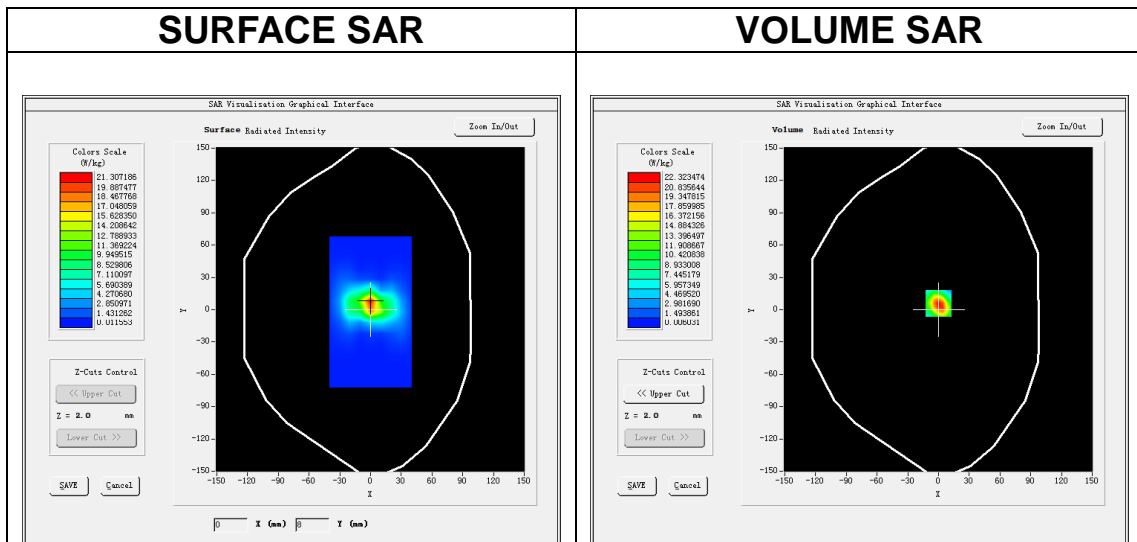 SURFACE SAR
VOLUME SAR
SAR Visualisation Graphical Interface
Surface Radiated Intensity
Zoom In/Out
Colors Scale
(W/kg)
21.307186
19.887477
18.467768
17.048059
15.628350
14.208642
12.788933
11.369224
9.949515
8.529806
7.110097
5.690389
4.270680
2.850971
1.431262
0.011553
Z-Cuts Control
<< Upper Cut
Z = 2.0 mm
Lower Cut >>
SAVE
Cancel
150
120
90
60
30
0
-30
-60
-90
-120
-150
Y
-150 -120 -90 -60 -30 0 30 60 90 120 150
X
0 X (mm) 8 Y (mm)
SAR Visualisation Graphical Interface
Volume Radiated Intensity
Zoom In/Out
Colors Scale
(W/kg)
22.323474
20.835644
19.347815
17.859985
16.372156
14.884326
13.396497
11.908667
10.420838
8.933008
7.445179
5.957349
4.469520
2.981690
1.493861
0.006031
Z-Cuts Control
<< Upper Cut
Z = 2.0 mm
Lower Cut >>
SAVE
Cancel
150
120
90
60
30
0
-30
-60
-90
-120
-150
Y
-150 -120 -90 -60 -30 0 30 60 90 120 150
X